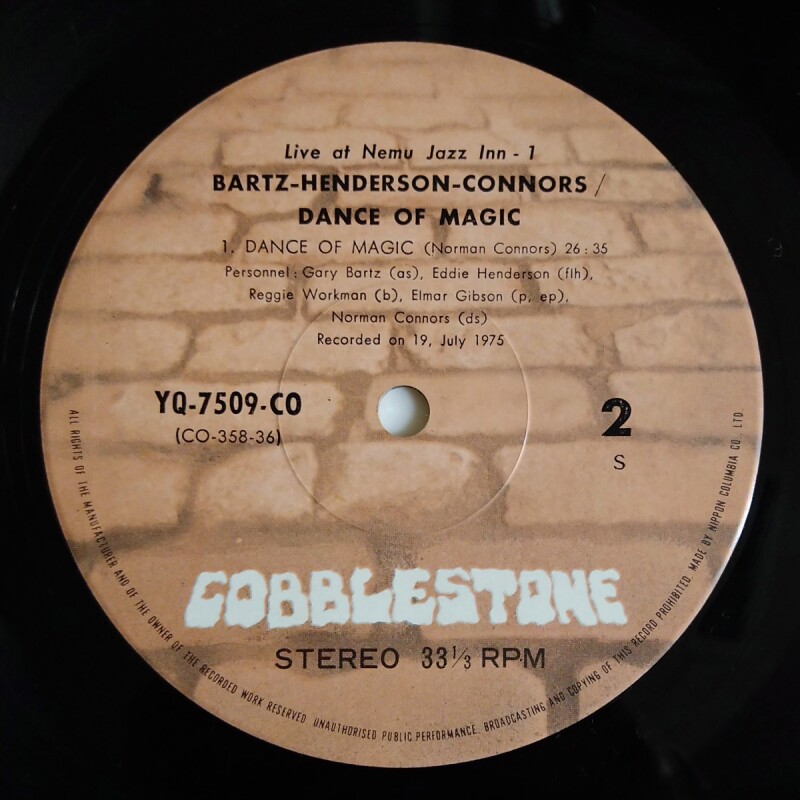 Live at Nemu Jazz Inn - 1
BARTZ-HENDERSON-CONNORS /
DANCE OF MAGIC
1. DANCE OF MAGIC (Norman Connors) 26:35
Personnel: Gary Bartz (as), Eddie Henderson (flh),
Reggie Workman (b), Elmar Gibson (p, ep),
Norman Connors (ds)
Recorded on 19, July 1975
YQ-7509-CO
(CO-358-36)
2
S
COBBLESTONE
STEREO 33⅓ RPM
ALL RIGHTS OF THE MANUFACTURER AND OF THE OWNER OF THE RECORDED WORK RESERVED UNAUTHORISED PUBLIC PERFORMANCE, BROADCASTING AND COPYING OF THIS RECORD PROHIBITED. MADE BY NIPPON COLUMBIA CO. LTD.